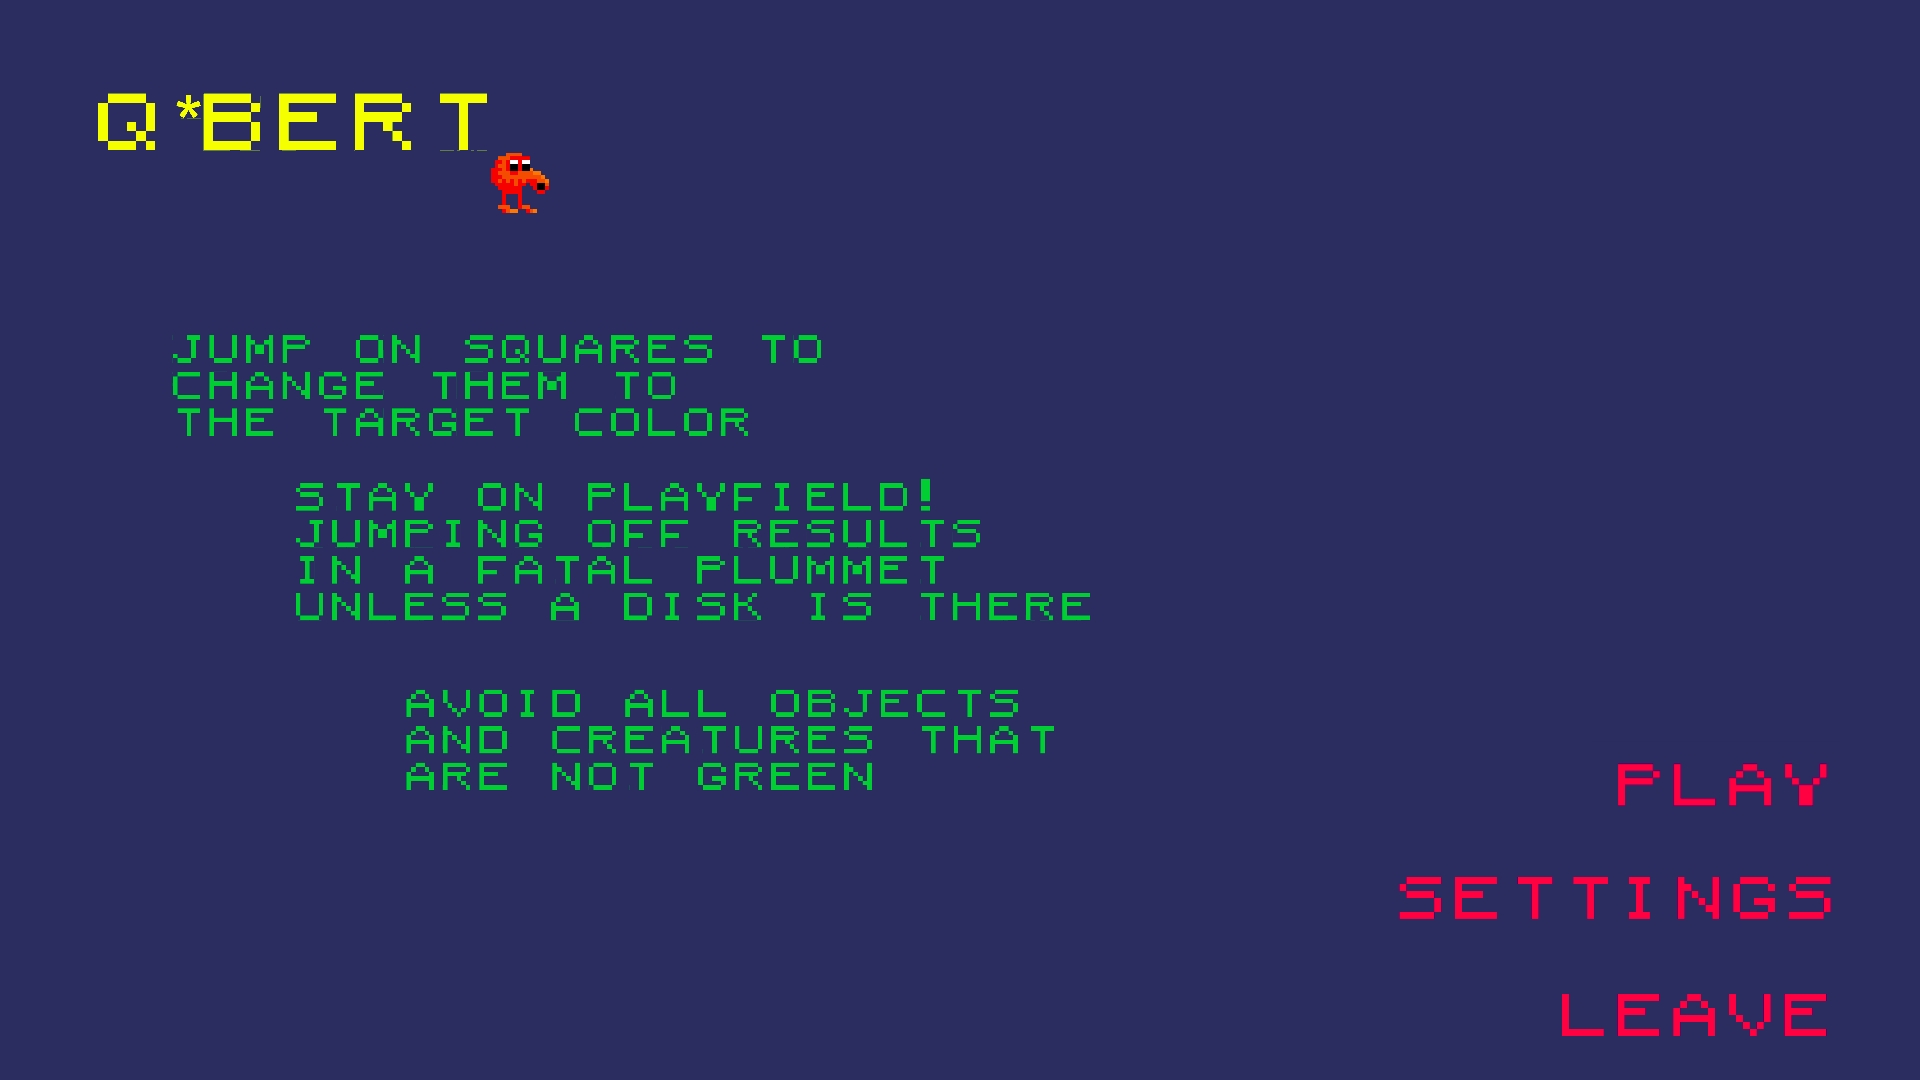 Q*BERT
JUMP ON SQUARES TO
CHANGE THEM TO
THE TARGET COLOR
STAY ON PLAYFIELD!
JUMPING OFF RESULTS
IN A FATAL PLUMMET
UNLESS A DISK IS THERE
AVOID ALL OBJECTS
AND CREATURES THAT
ARE NOT GREEN
PLAY
SETTINGS
LEAVE